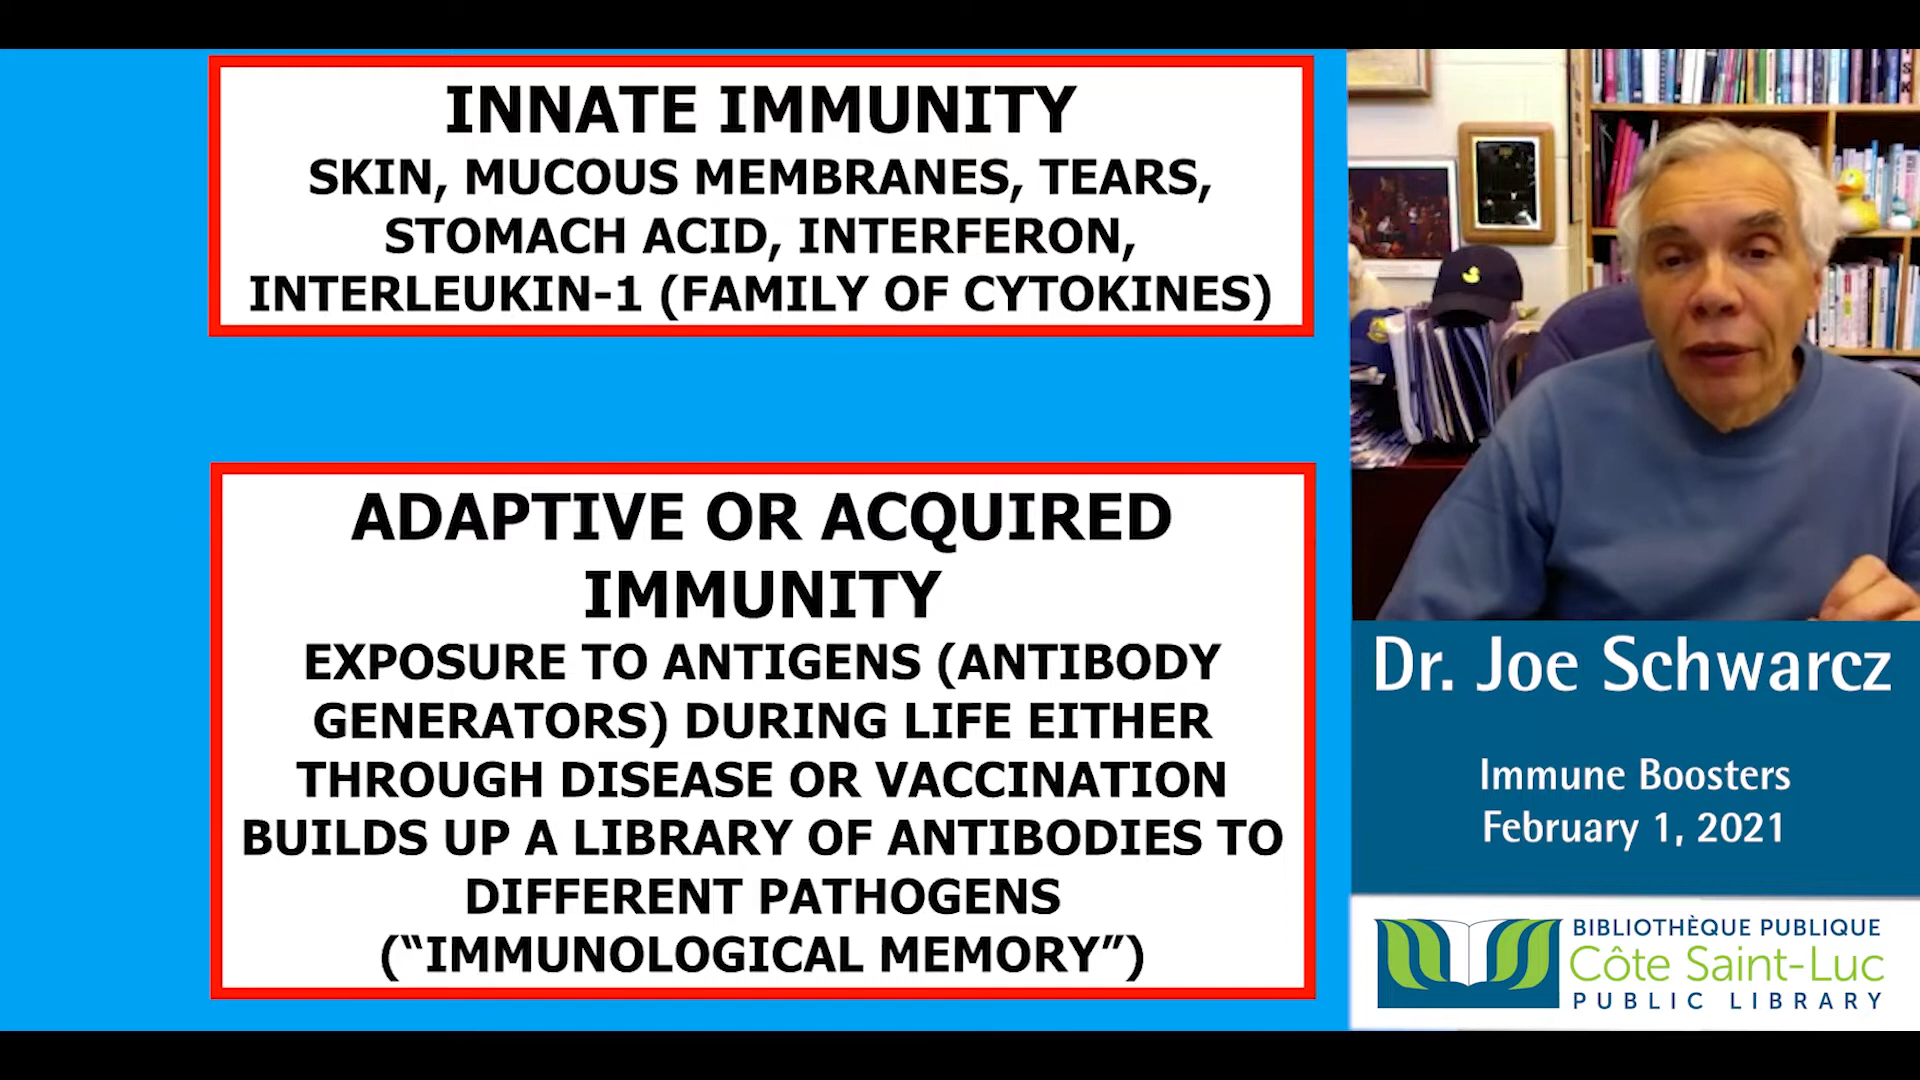 INNATE IMMUNITY
SKIN, MUCOUS MEMBRANES, TEARS,
STOMACH ACID, INTERFERON,
INTERLEUKIN-1 (FAMILY OF CYTOKINES)
ADAPTIVE OR ACQUIRED
IMMUNITY
EXPOSURE TO ANTIGENS (ANTIBODY
GENERATORS) DURING LIFE EITHER
THROUGH DISEASE OR VACCINATION
BUILDS UP A LIBRARY OF ANTIBODIES TO
DIFFERENT PATHOGENS
(“IMMUNOLOGICAL MEMORY”)
Dr. Joe Schwarcz
Immune Boosters
February 1, 2021
BIBLIOTHÈQUE PUBLIQUE
Côte Saint-Luc
PUBLIC LIBRARY